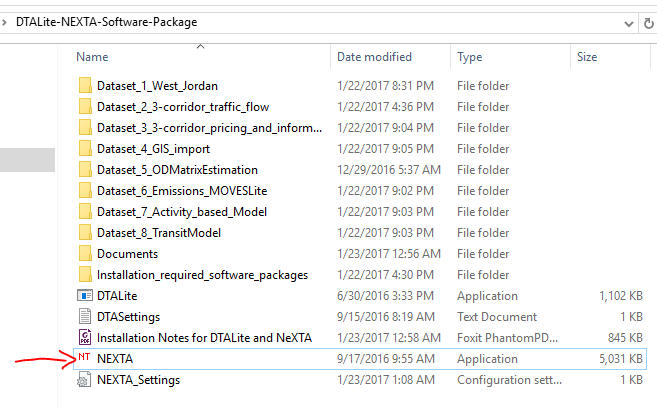 DTALite-NEXTA-Software-Package
Name Date modified Type Size
Dataset_1_West_Jordan 1/22/2017 8:31 PM File folder
Dataset_2_3-corridor_traffic_flow 1/22/2017 4:36 PM File folder
Dataset_3_3-corridor_pricing_and_inform... 1/22/2017 9:04 PM File folder
Dataset_4_GIS_import 1/22/2017 9:05 PM File folder
Dataset_5_ODMatrixEstimation 12/29/2016 5:37 AM File folder
Dataset_6_Emissions_MOVESLite 1/22/2017 9:02 PM File folder
Dataset_7_Activity_based_Model 1/22/2017 9:03 PM File folder
Dataset_8_TransitModel 1/22/2017 9:03 PM File folder
Documents 1/23/2017 12:56 AM File folder
Installation_required_software_packages 1/22/2017 4:30 PM File folder
DTALite 6/30/2016 3:33 PM Application 1,102 KB
DTASettings 9/15/2016 8:19 AM Text Document 1 KB
PDF Installation Notes for DTALite and NeXTA 1/23/2017 12:58 AM Foxit PhantomPD... 845 KB
NT NEXTA 9/17/2016 9:55 AM Application 5,031 KB
NEXTA_Settings 1/23/2017 1:08 AM Configuration sett... 1 KB